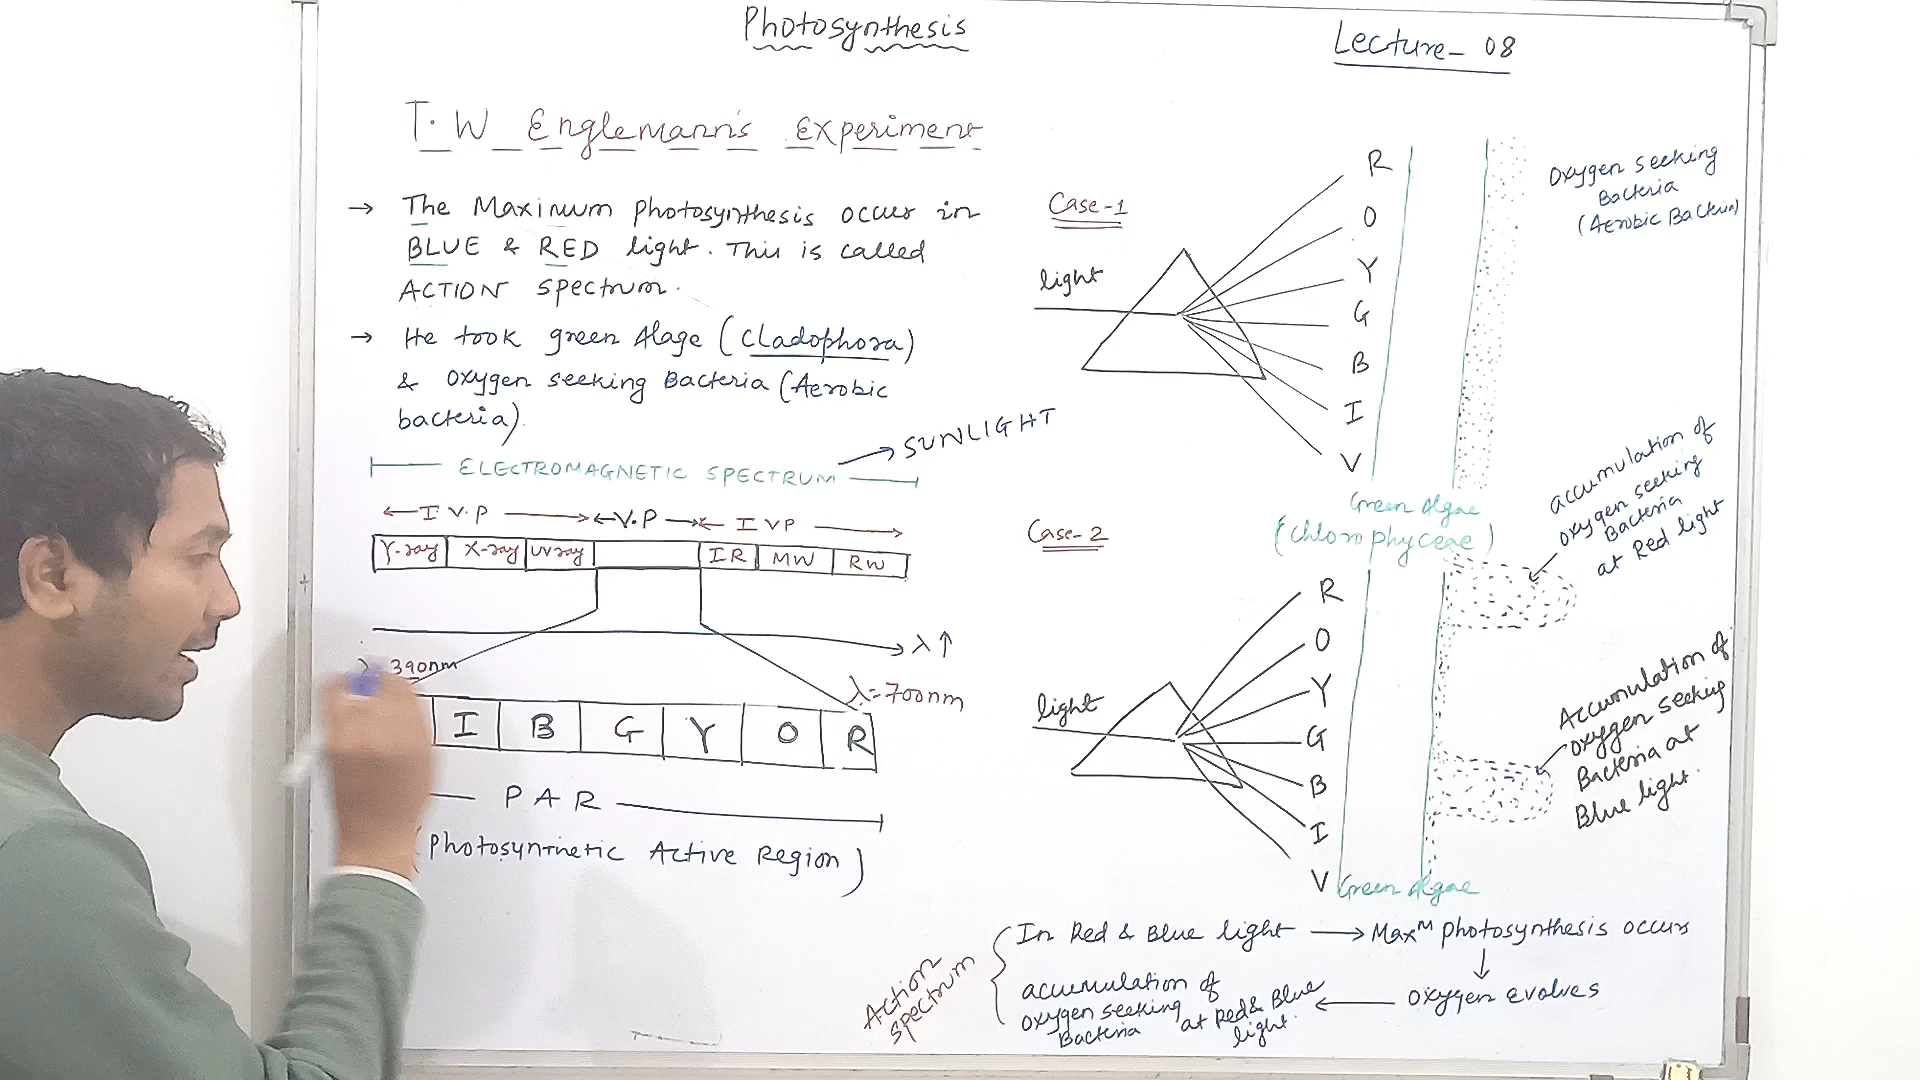 Photosynthesis
Lecture- 08
T.W Englemann's Experiment
→ The Maximum photosynthesis occur in
BLUE & RED light. This is called
ACTION spectrum.
→ He took green Alage (Cladophora)
& oxygen seeking Bacteria (Aerobic
bacteria).
ELECTROMAGNETIC SPECTRUM → SUNLIGHT
I V.P V.P I VP
γ-ray X-ray UV ray IR MW RW
λ↑
390nm
λ=700nm
I B G Y O R
PAR
(Photosynthetic Active Region)
Case-1
light
R
O
Y
G
B
I
V
Oxygen seeking
Bacteria
(Aerobic Bacteria)
Green Algae
(Chlorophyceae)
Case-2
light
R
O
Y
G
B
I
V
Green Algae
accumulation of
oxygen seeking
Bacteria
at Red light
Accumulation of
oxygen seeking
Bacteria at
Blue light.
Action
spectrum
In Red & Blue light → Maxᴹ photosynthesis occurs
↓
oxygen evolves
←
accumulation of
oxygen seeking
Bacteria at Red & Blue
light.